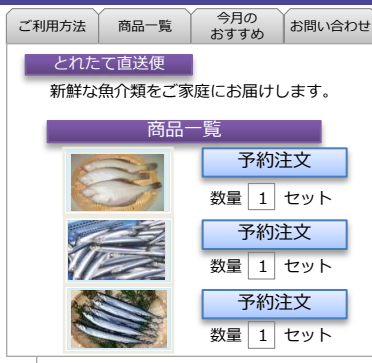 ご利用方法
商品一覧
今月の
おすすめ
お問い合わせ
とれたて直送便
新鮮な魚介類をご家庭にお届けします。
商品一覧
予約注文
数量 1 セット
予約注文
数量 1 セット
予約注文
数量 1 セット